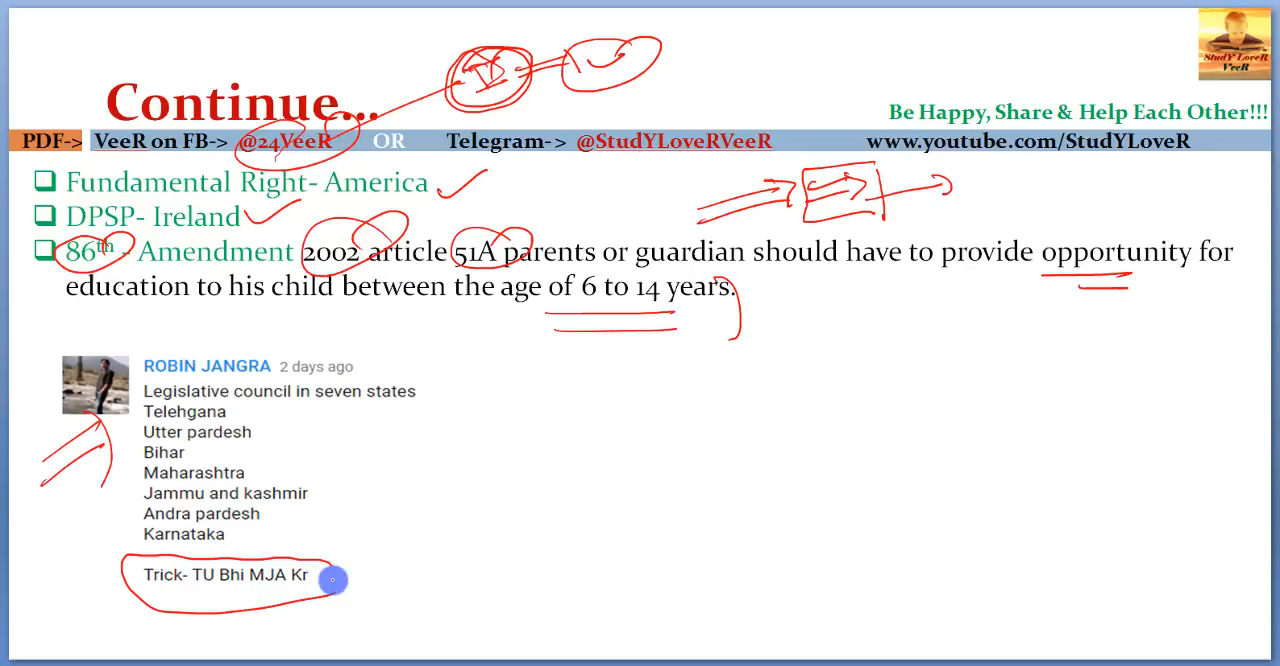 StudY LoveR
VeeR
Continue...
Be Happy, Share & Help Each Other!!!
PDF-> VeeR on FB-> @24VeeR OR Telegram-> @StudYLoveRVeeR www.youtube.com/StudYLoveR
Fundamental Right- America
DPSP- Ireland
86th - Amendment 2002 article 51A parents or guardian should have to provide opportunity for
education to his child between the age of 6 to 14 years.
ROBIN JANGRA 2 days ago
Legislative council in seven states
Telehgana
Utter pardesh
Bihar
Maharashtra
Jammu and kashmir
Andra pardesh
Karnataka
Trick- TU Bhi MJA Kr